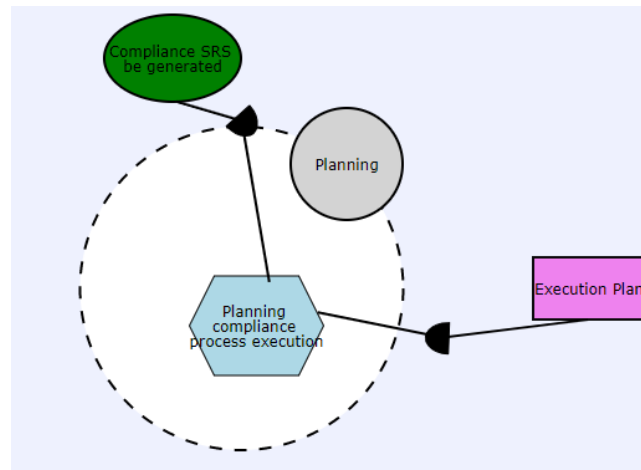 Compliance SRS
be generated
Planning
Planning
compliance
process execution
Execution Plan